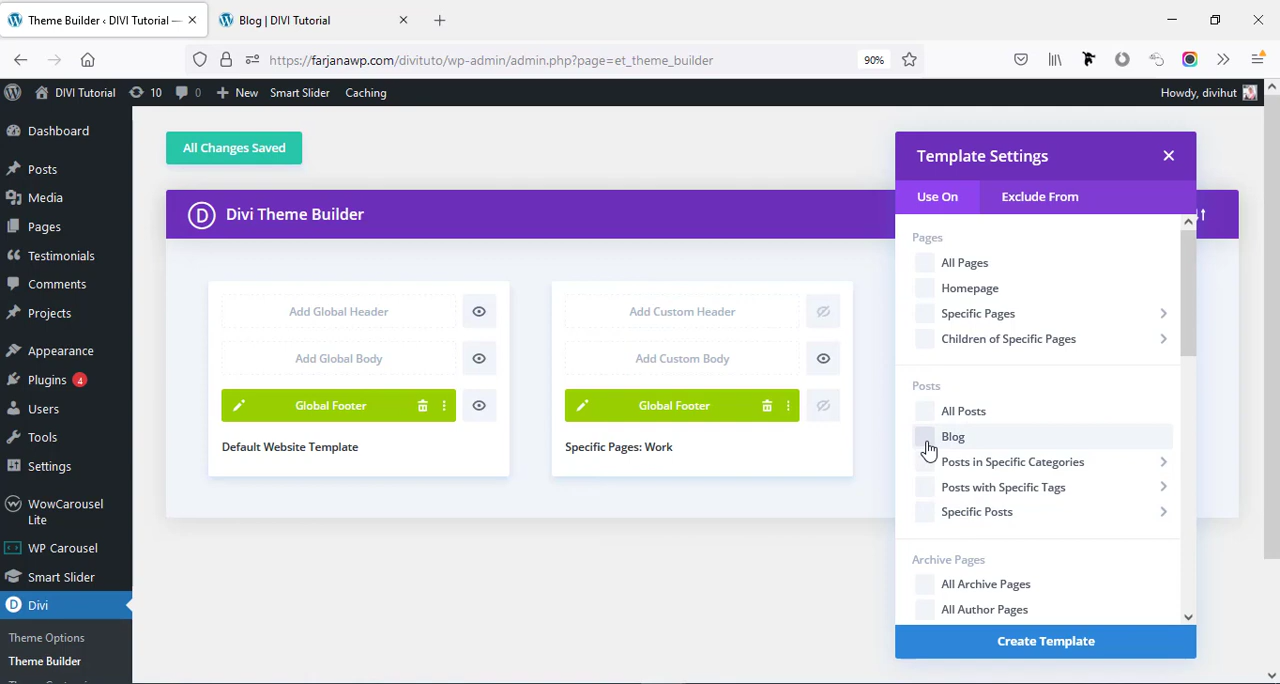 Theme Builder ‹ DIVI Tutorial —
Blog | DIVI Tutorial
https://farjanawp.com/divituto/wp-admin/admin.php?page=et_theme_builder
90%
DIVI Tutorial
10
0
New
Smart Slider
Caching
Howdy, divihut
Dashboard
Posts
Media
Pages
Testimonials
Comments
Projects
Appearance
Plugins 4
Users
Tools
Settings
WowCarousel
Lite
WP Carousel
Smart Slider
Divi
Theme Options
Theme Builder
All Changes Saved
D Divi Theme Builder
Add Global Header
Add Global Body
Global Footer
Default Website Template
Add Custom Header
Add Custom Body
Global Footer
Specific Pages: Work
Template Settings
Use On
Exclude From
Pages
All Pages
Homepage
Specific Pages
Children of Specific Pages
Posts
All Posts
Blog
Posts in Specific Categories
Posts with Specific Tags
Specific Posts
Archive Pages
All Archive Pages
All Author Pages
Create Template